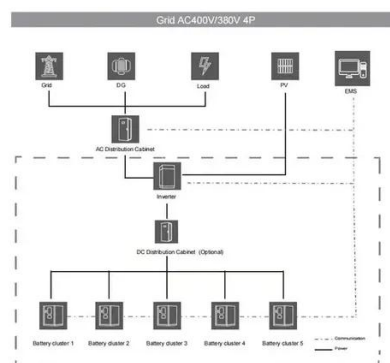 Grid AC400V/380V 4P
Grid
DG
Load
PV
EMS
AC Distribution Cabinet
Inverter
DC Distribution Cabinet (Optional)
Battery cluster 1
Battery cluster 2
Battery cluster 3
Battery cluster 4
Battery cluster 5
Communication
Power